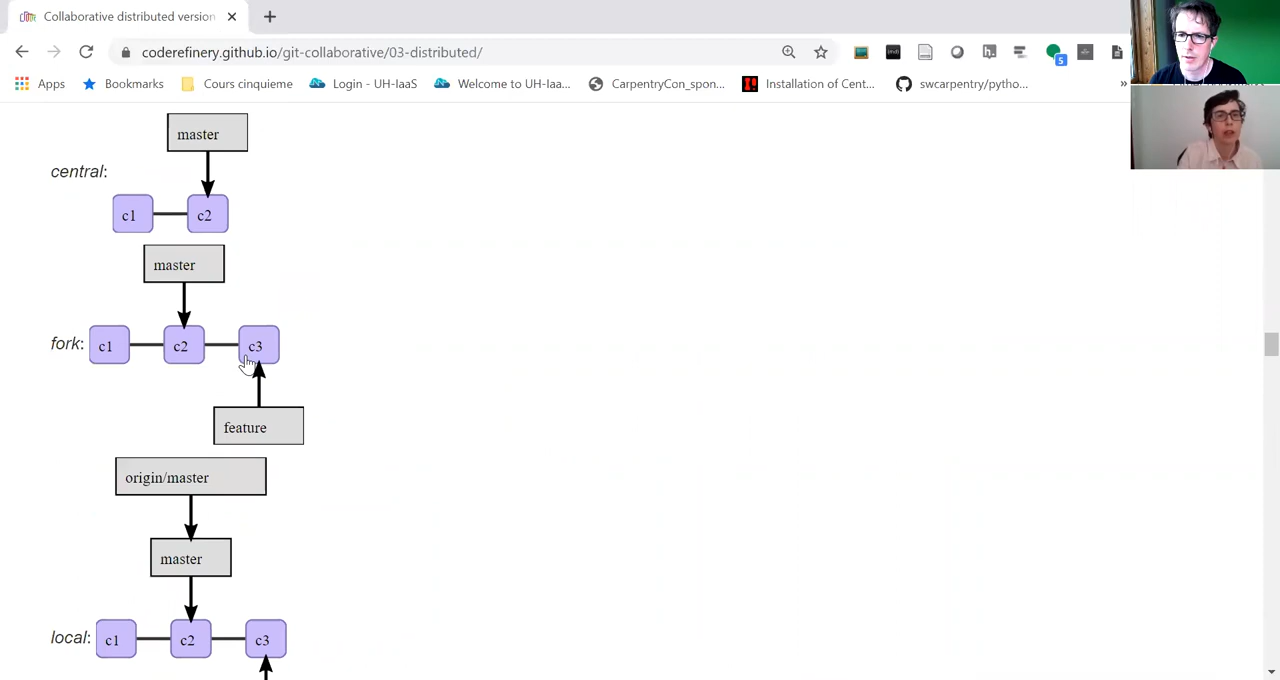 Collaborative distributed version
coderefinery.github.io/git-collaborative/03-distributed/
5
Apps Bookmarks Cours cinquieme Login - UH-IaaS Welcome to UH-Iaa... CarpentryCon_spon... Installation of Cent... swcarpentry/pytho... »
master
central:
c1 c2
master
fork: c1 c2 c3
feature
origin/master
master
local: c1 c2 c3